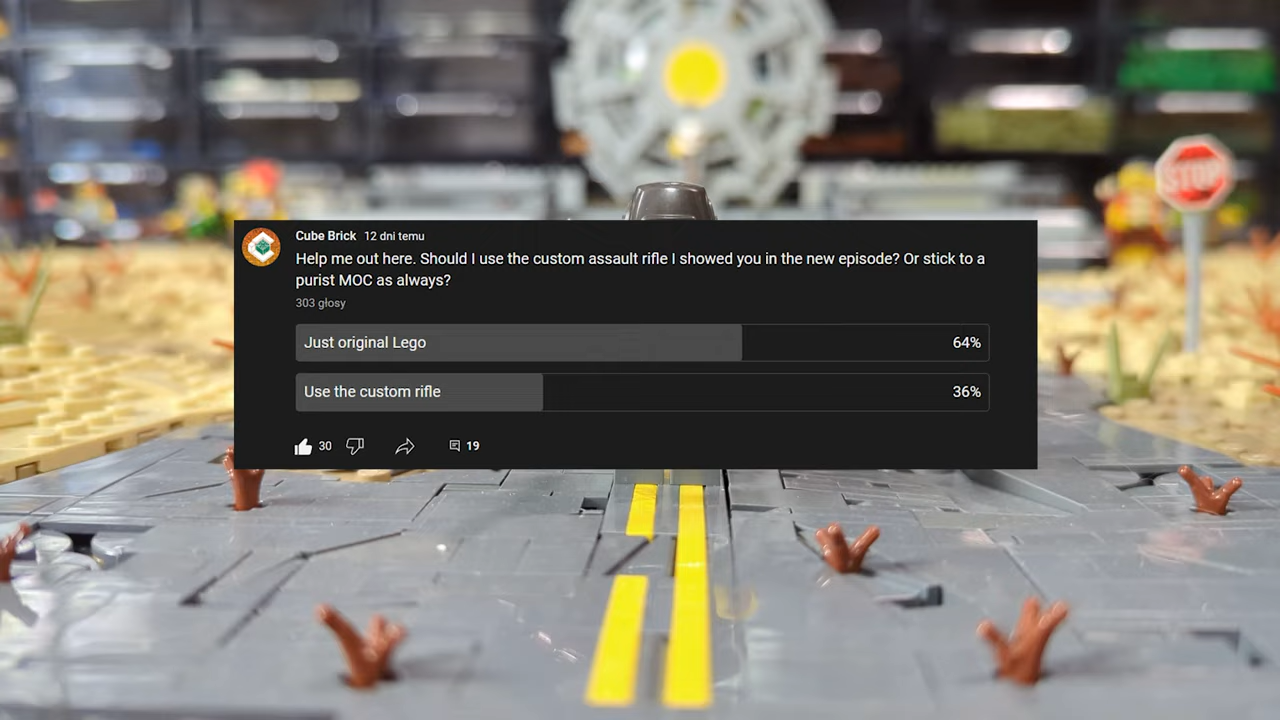 Cube Brick 12 dni temu
Help me out here. Should I use the custom assault rifle I showed you in the new episode? Or stick to a
purist MOC as always?
303 głosy
Just original Lego 64%
Use the custom rifle 36%
30 19
STOP